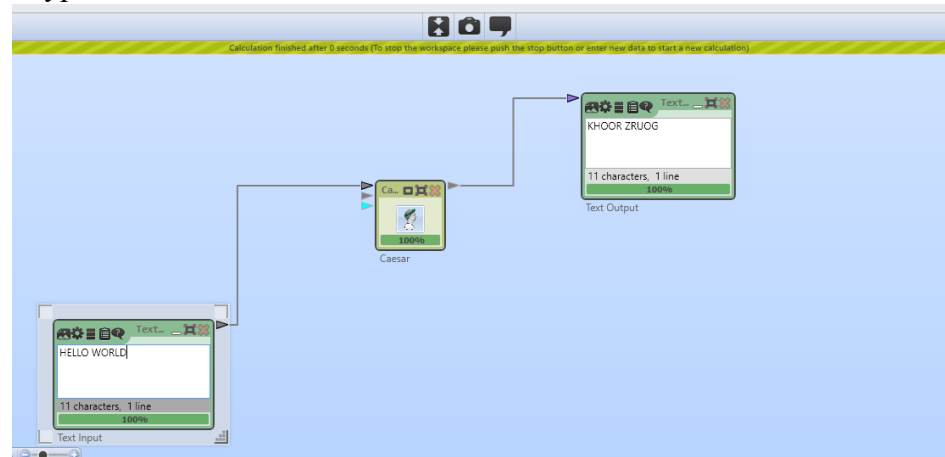 Calculation finished after 0 seconds (To stop the workspace please push the stop button or enter new data to start a new calculation)
Text...
KHOOR ZRUOG
11 characters, 1 line
100%
Text Output
Ca...
100%
Caesar
Text...
HELLO WORLD
11 characters, 1 line
100%
Text Input